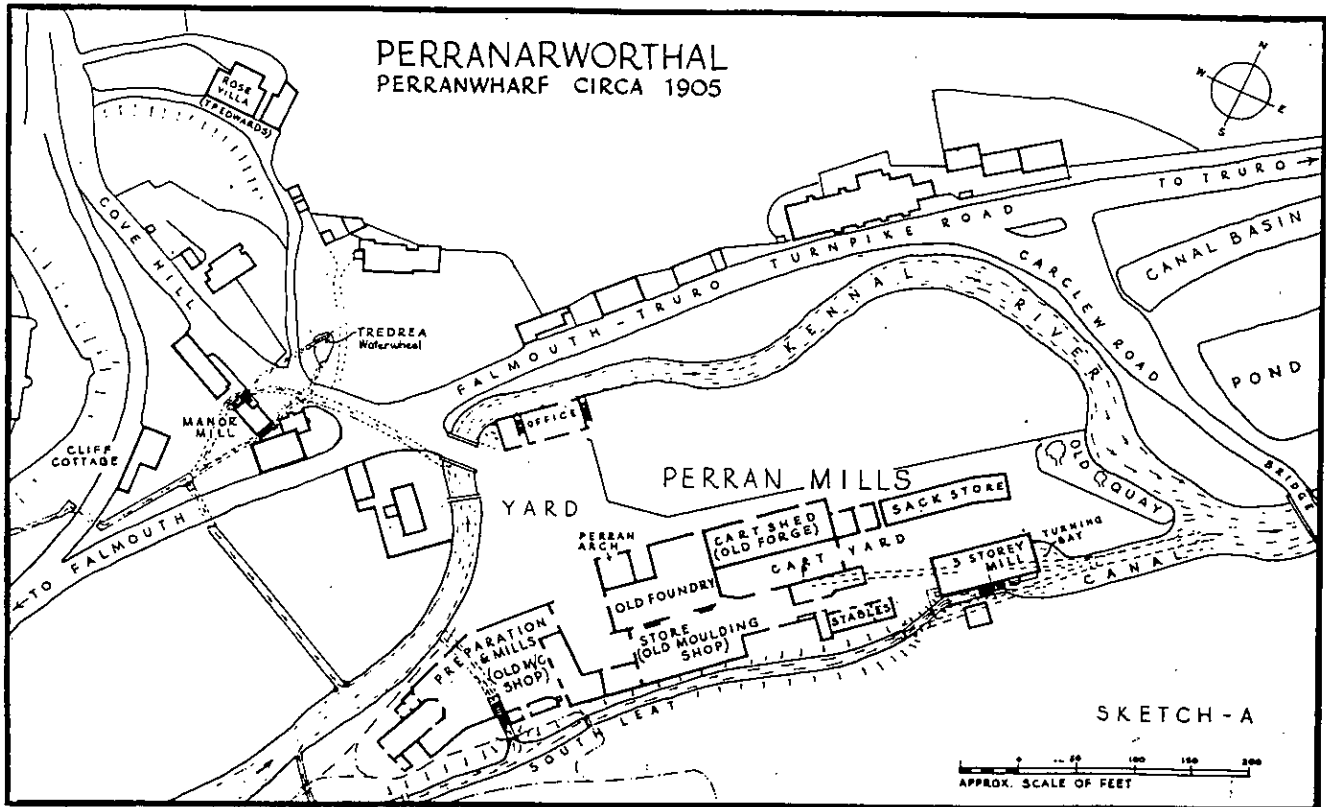 PERRANARWORTHAL
PERRANWHARF CIRCA 1905
N
W
E
S
ROSE
VILLA
(T.P.EDWARDS)
COVE HILL
TREDREA
Waterwheel
MANOR
MILL
CLIFF
COTTAGE
← TO FALMOUTH
FALMOUTH - TRURO TURNPIKE ROAD
TO TRURO →
CANAL BASIN
CARCLEW ROAD
KENNAL RIVER
POND
BRIDGE
OFFICE
YARD
PERRAN MILLS
OLD QUAY
SACK STORE
TURNING
BAY
CART SHED
(OLD FORGE)
PERRAN
ARCH
CART YARD
3 STOREY
MILL
CANAL
OLD FOUNDRY
STORE
(OLD MOULDING
SHOP)
STABLES
PREPARATION
& MILLS
(OLD W/C
SHOP)
SOUTH LEAT
SKETCH-A
0 50 100 150 200
APPROX. SCALE OF FEET